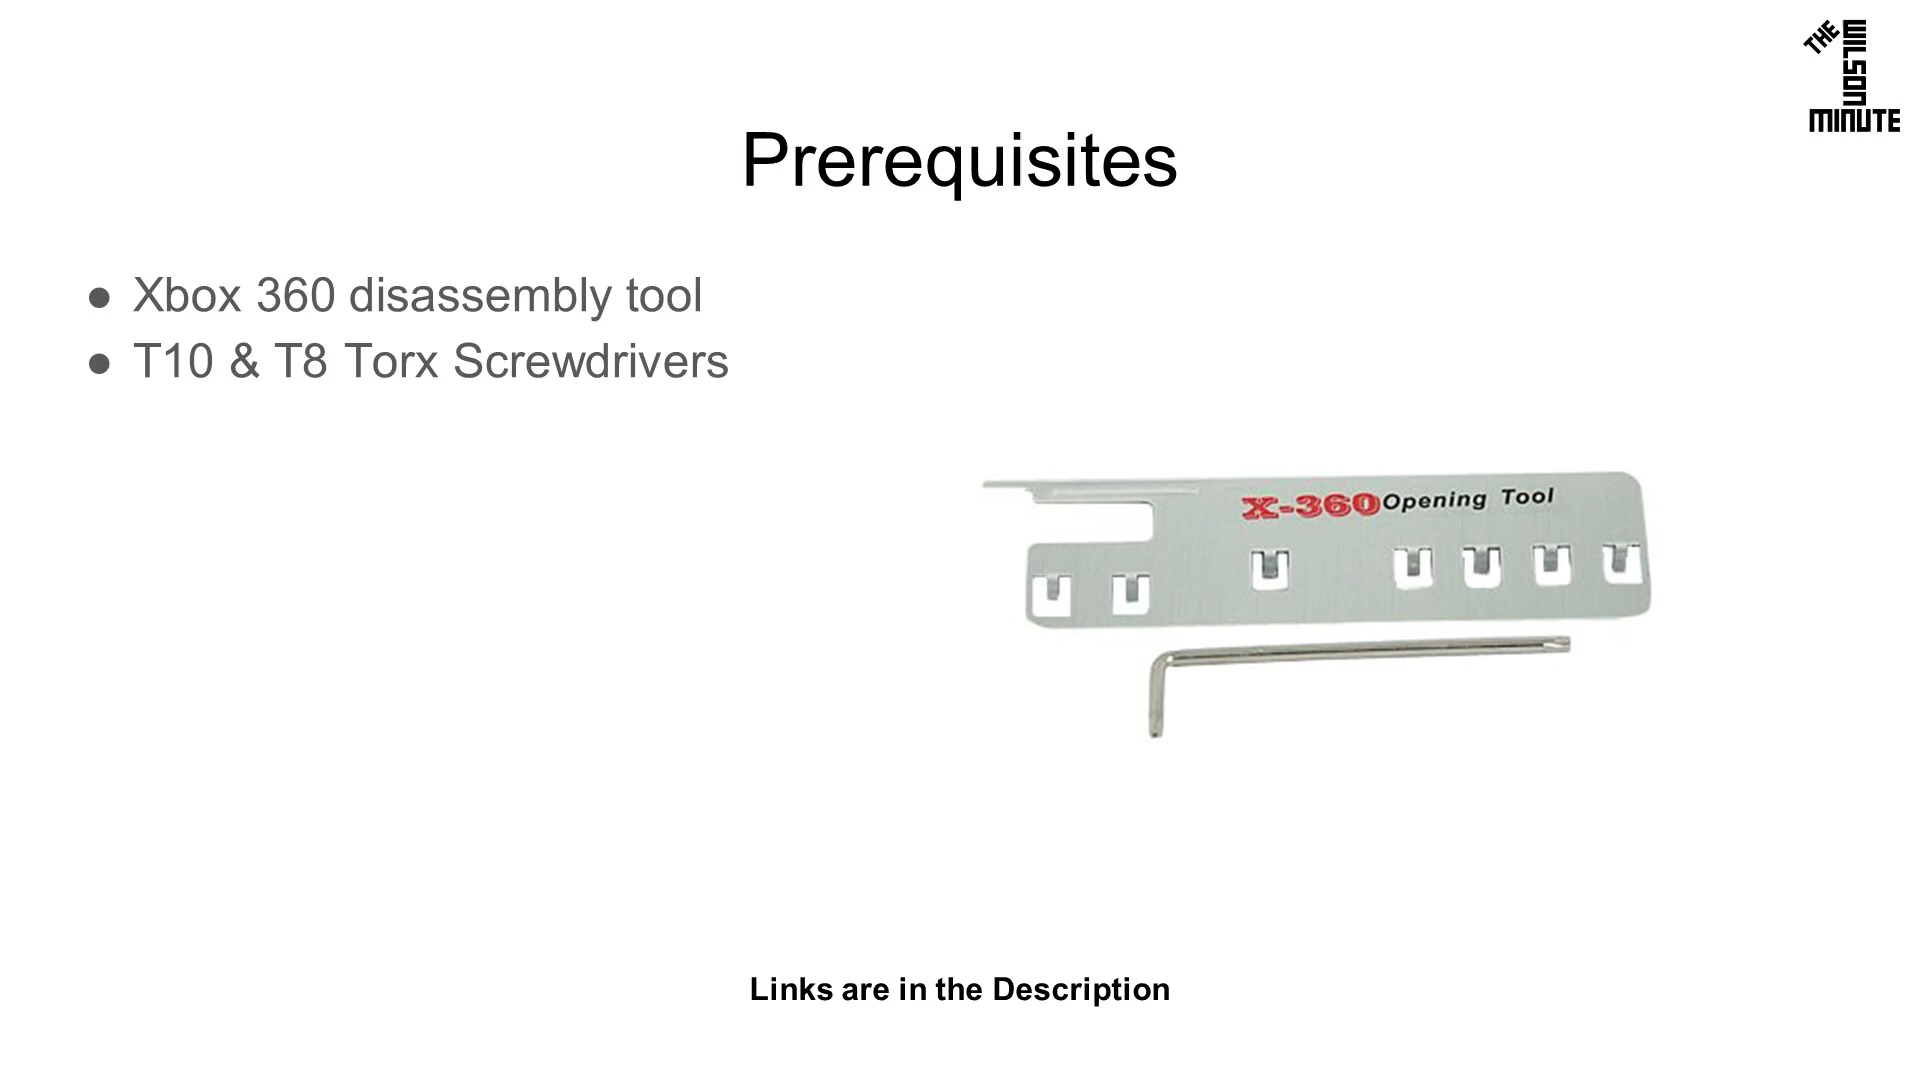 THE
WILSON
MINUTE
Prerequisites
● Xbox 360 disassembly tool
● T10 & T8 Torx Screwdrivers
X-360 Opening Tool
Links are in the Description